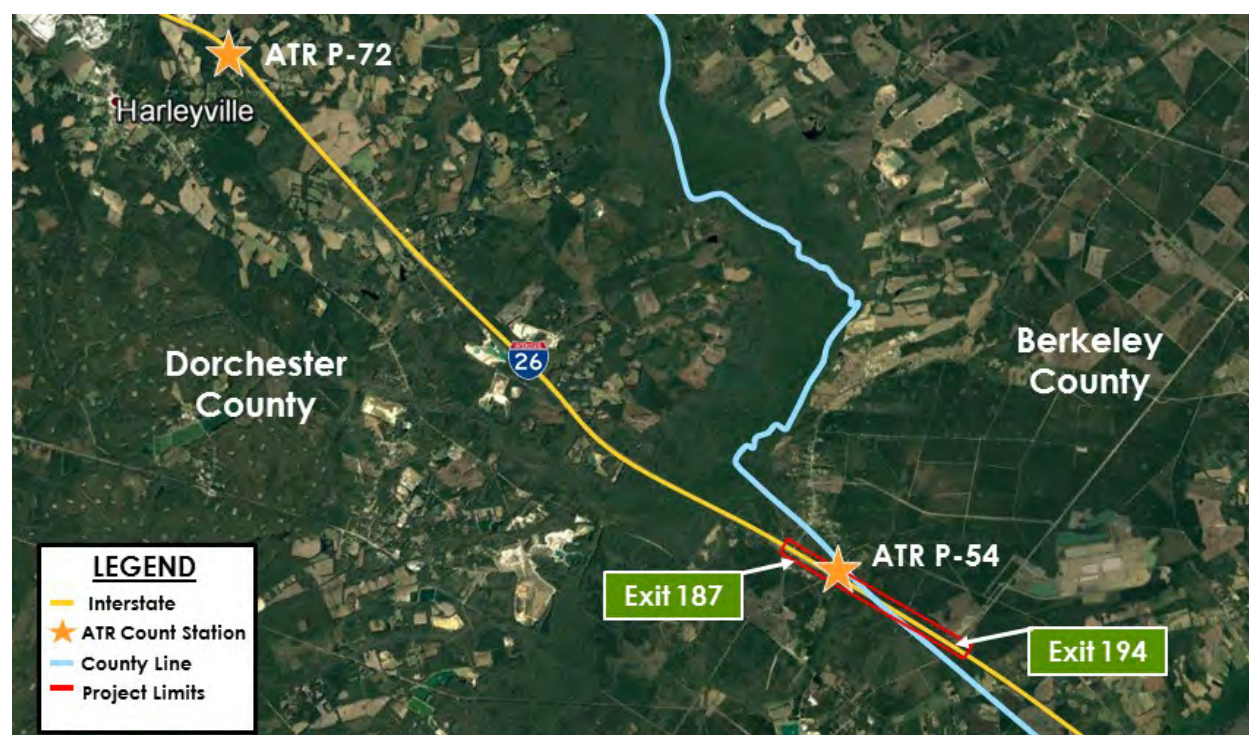 ATR P-72
Harleyville
26
Dorchester
County
Berkeley
County
ATR P-54
Exit 187
Exit 194
LEGEND
Interstate
ATR Count Station
County Line
Project Limits